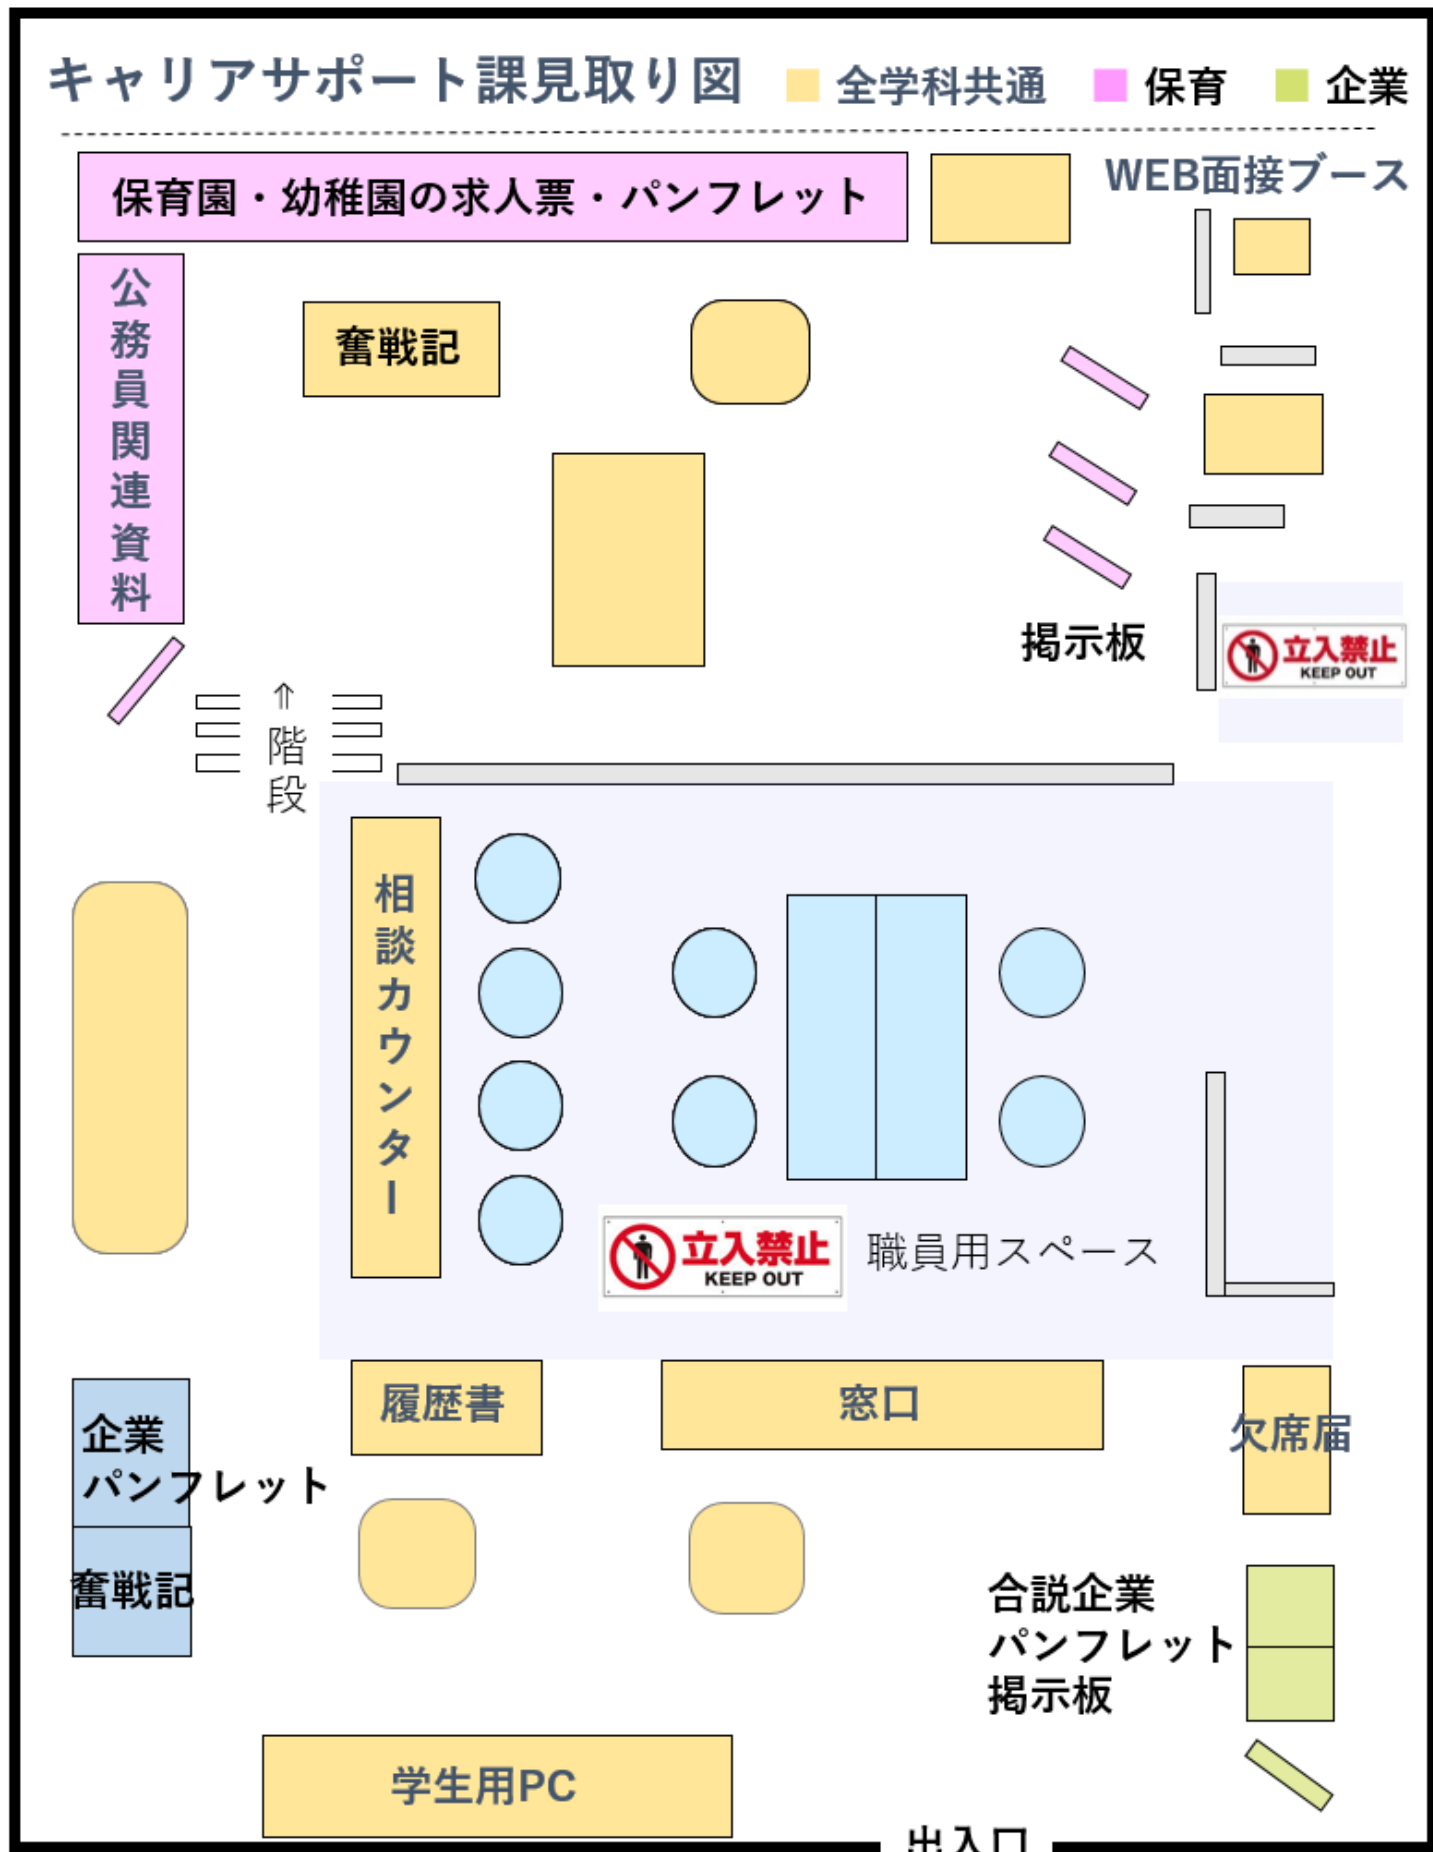 キャリアサポート課見取り図
全学科共通
保育
企業
保育園・幼稚園の求人票・パンフレット
WEB面接ブース
公務員関連資料
奮戦記
掲示板
立入禁止
KEEP OUT
⇑
階段
相談カウンター
立入禁止
KEEP OUT
職員用スペース
履歴書
窓口
欠席届
企業
パンフレット
奮戦記
合説企業
パンフレット
掲示板
学生用PC
出入口